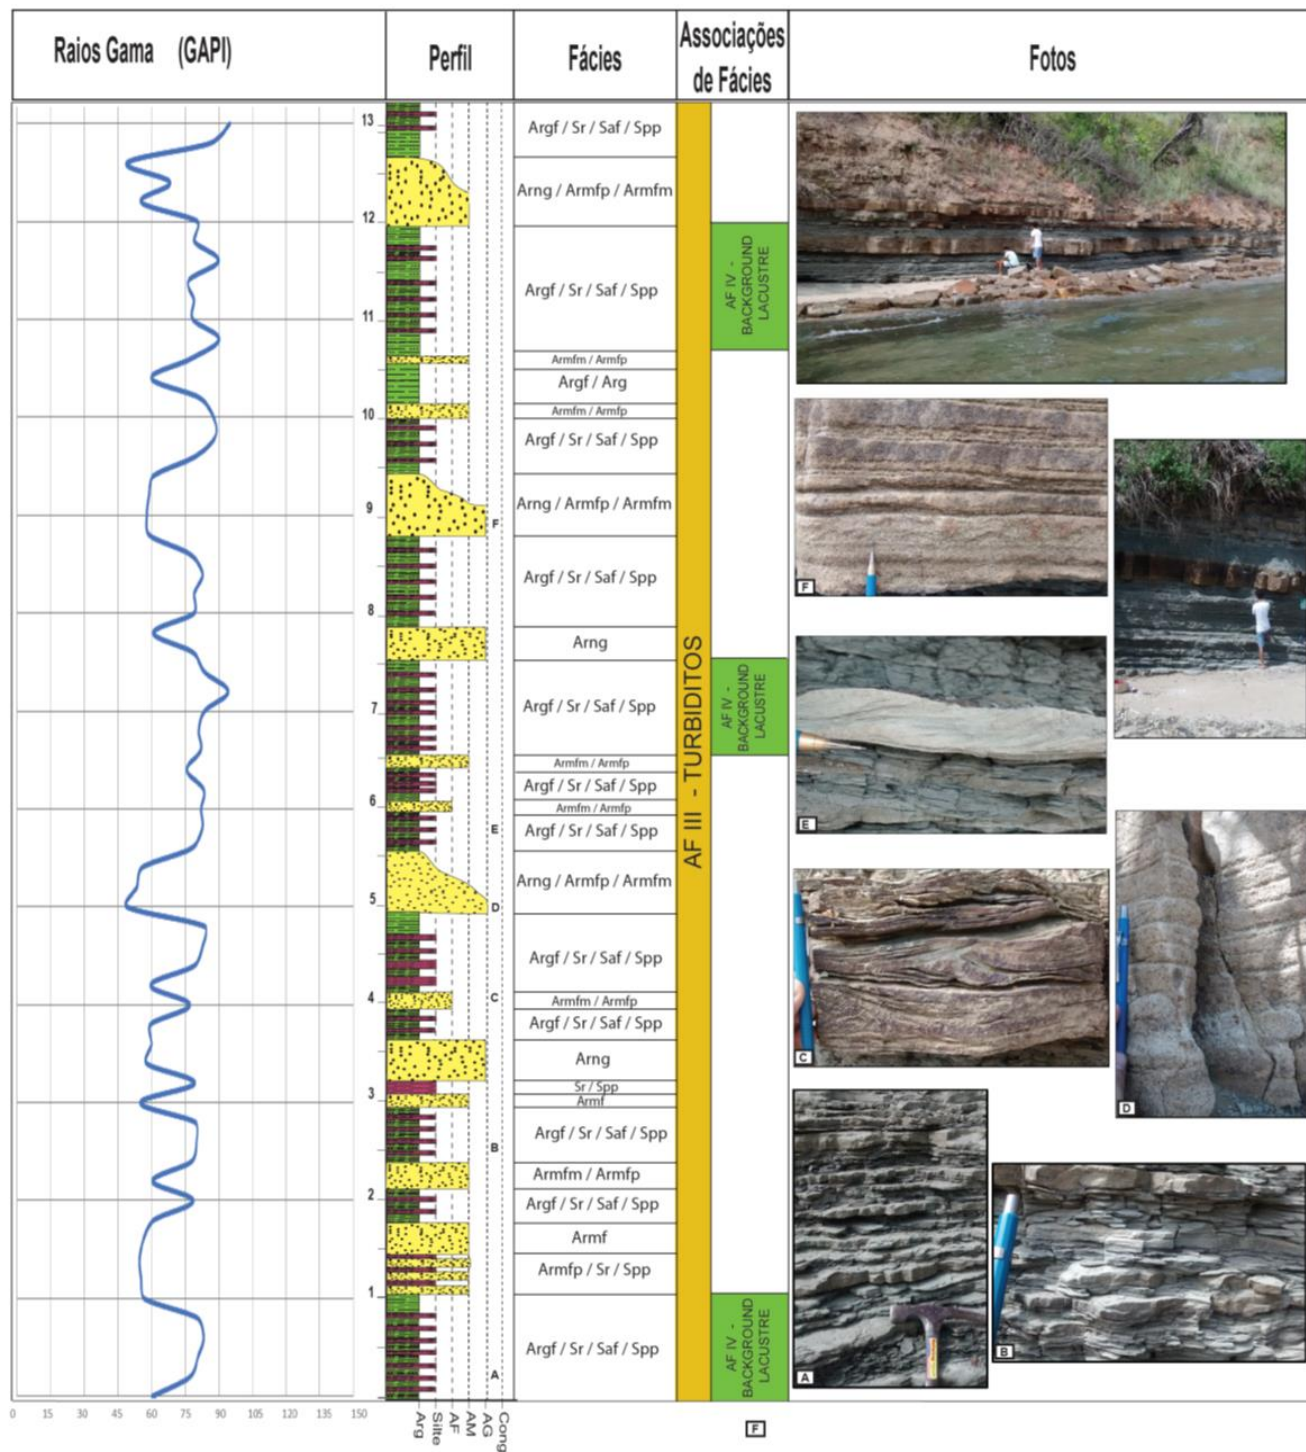 Raios Gama (GAPI)
Perfil
Fácies
Associações
de Fácies
Fotos
13
12
11
10
9
8
7
6
5
4
3
2
1
F
E
D
C
B
A
Argf / Sr / Saf / Spp
Arng / Armfp / Armfm
Argf / Sr / Saf / Spp
Armfm / Armfp
Argf / Arg
Armfm / Armfp
Argf / Sr / Saf / Spp
Arng / Armfp / Armfm
Argf / Sr / Saf / Spp
Arng
Argf / Sr / Saf / Spp
Armfm / Armfp
Argf / Sr / Saf / Spp
Armfm / Armfp
Argf / Sr / Saf / Spp
Arng / Armfp / Armfm
Argf / Sr / Saf / Spp
Armfm / Armfp
Argf / Sr / Saf / Spp
Arng
Sr / Spp
Armf
Argf / Sr / Saf / Spp
Armfm / Armfp
Argf / Sr / Saf / Spp
Armf
Armfp / Sr / Spp
Argf / Sr / Saf / Spp
AF III - TURBIDITOS
AF IV -
BACKGROUND
LACUSTRE
AF IV -
BACKGROUND
LACUSTRE
AF IV -
BACKGROUND
LACUSTRE
F
E
C
D
A
B
0 15 45 60 75 90 105 120 135 150
Arg
Silte
AF
AM
AG
Cong
F